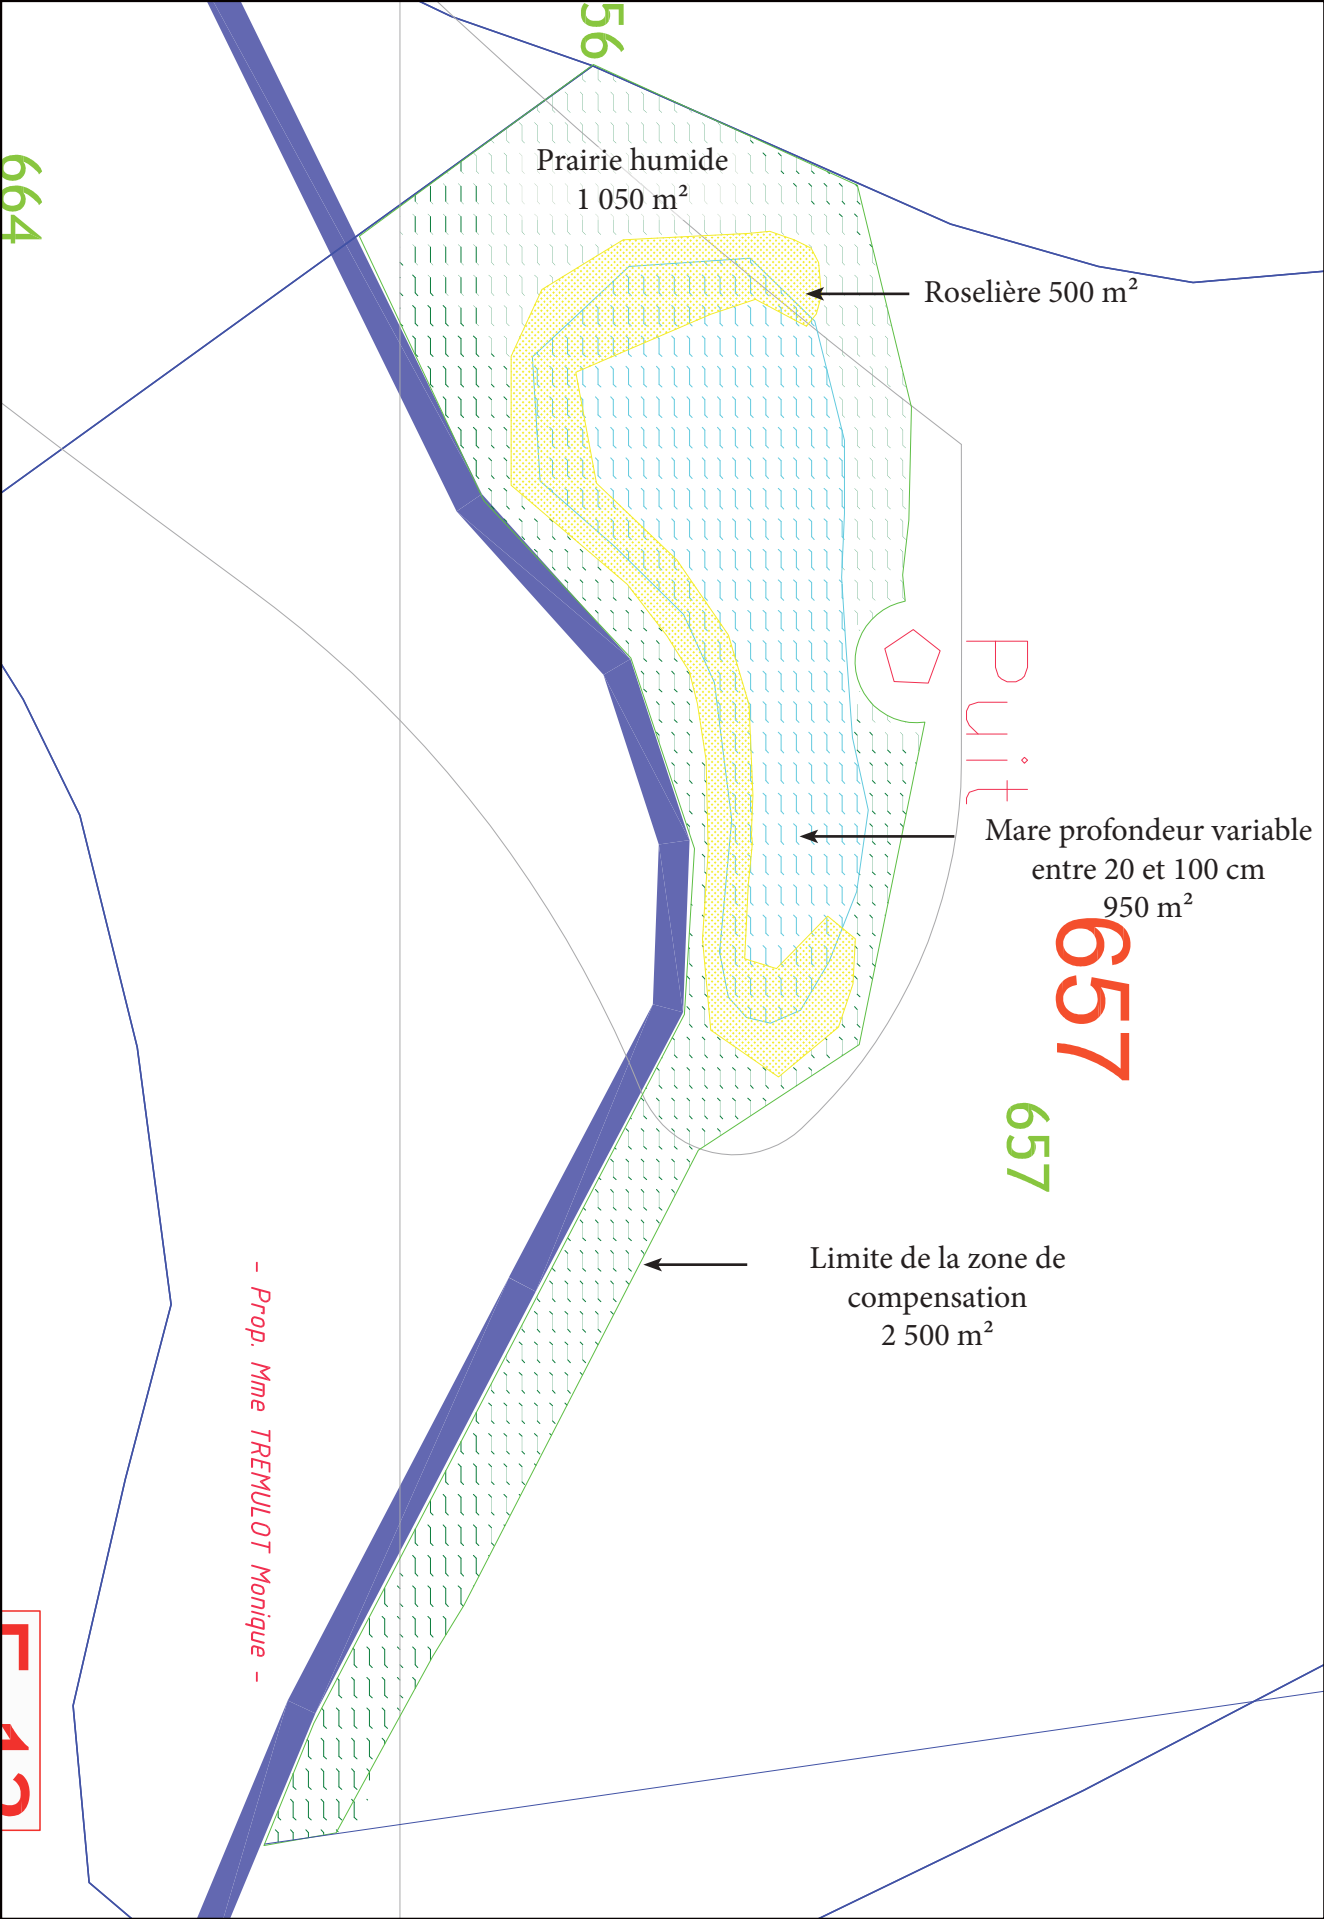 56
664
Prairie humide
1 050 m²
Roselière 500 m²
Puit
Mare profondeur variable
entre 20 et 100 cm
950 m²
657
657
Limite de la zone de
compensation
2 500 m²
- Prop. Mme TREMULOT Monique -